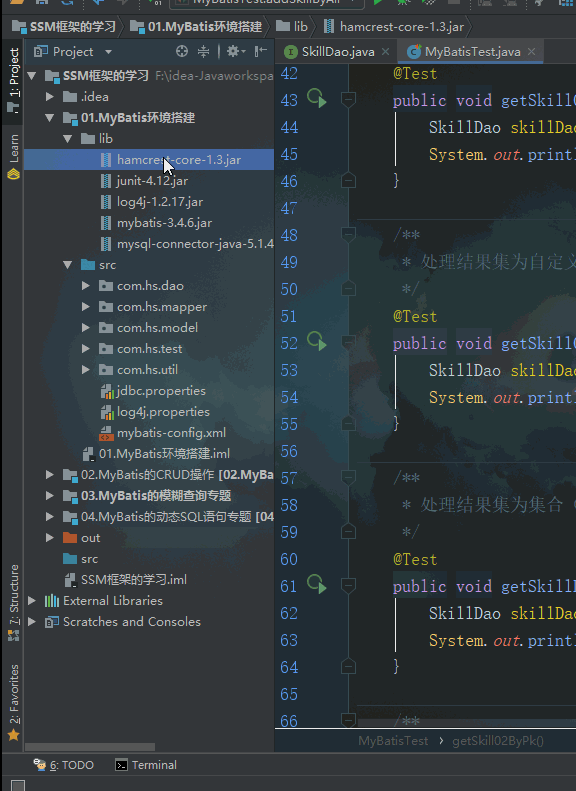 SSM框架的学习 01.MyBatis环境搭建 lib hamcrest-core-1.3.jar
Project
SkillDao.java
MyBatisTest.java
1: Project
Learn
7: Structure
2: Favorites
SSM框架的学习 F:\idea-Javaworkspa
.idea
01.MyBatis环境搭建
lib
hamcrest-core-1.3.jar
junit-4.12.jar
log4j-1.2.17.jar
mybatis-3.4.6.jar
mysql-connector-java-5.1.4
src
com.hs.dao
com.hs.mapper
com.hs.model
com.hs.test
com.hs.util
jdbc.properties
log4j.properties
mybatis-config.xml
01.MyBatis环境搭建.iml
02.MyBatis的CRUD操作 [02.MyBa
03.MyBatis的模糊查询专题
04.MyBatis的动态SQL语句专题 [04
out
src
SSM框架的学习.iml
External Libraries
Scratches and Consoles
42 @Test
43 public void getSkill
44 SkillDao skillDao
45 System.out.printl
46 }
47
48 /**
49 * 处理结果集为自定义
50 */
51 @Test
52 public void getSkill
53 SkillDao skillDao
54 System.out.printl
55 }
56
57 /**
58 * 处理结果集为集合
59 */
60 @Test
61 public void getSkill
62 SkillDao skillDao
63 System.out.printl
64 }
65
66 /**
MyBatisTest › getSkill02ByPk()
6: TODO
Terminal